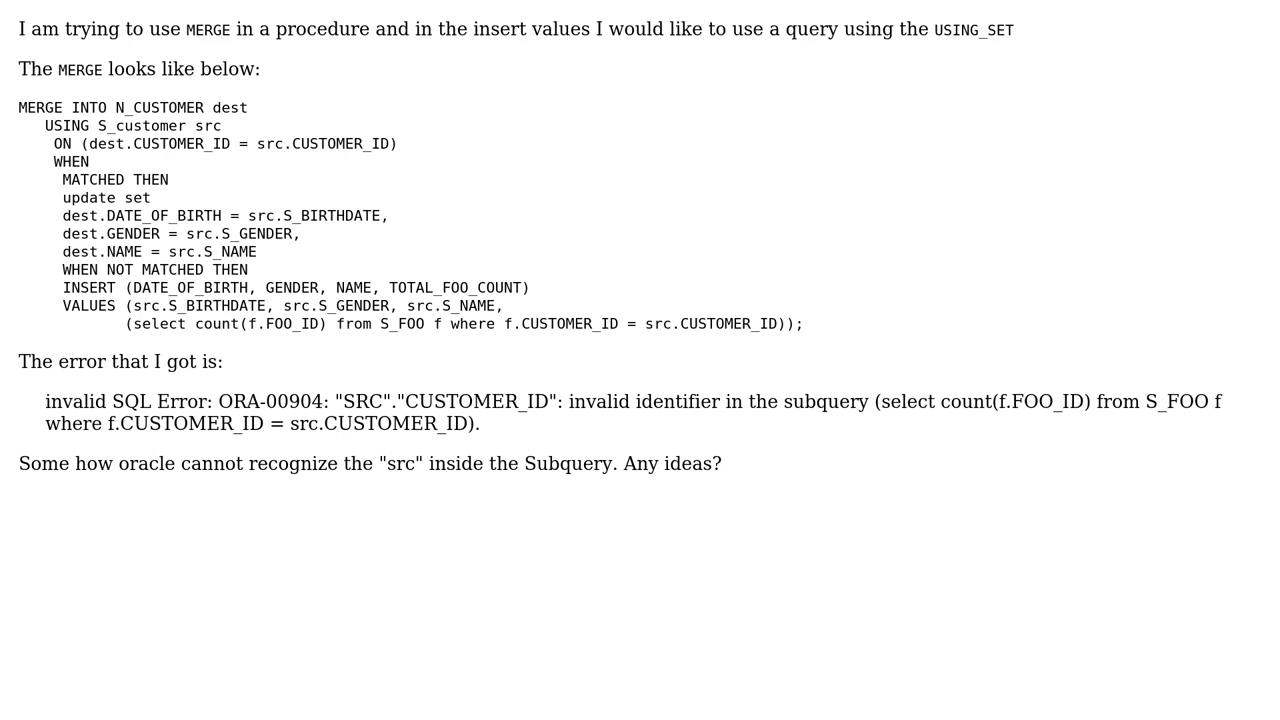 I am trying to use MERGE in a procedure and in the insert values I would like to use a query using the USING_SET
The MERGE looks like below:
MERGE INTO N_CUSTOMER dest
   USING S_customer src
    ON (dest.CUSTOMER_ID = src.CUSTOMER_ID)
    WHEN
     MATCHED THEN
     update set
     dest.DATE_OF_BIRTH = src.S_BIRTHDATE,
     dest.GENDER = src.S_GENDER,
     dest.NAME = src.S_NAME
     WHEN NOT MATCHED THEN
     INSERT (DATE_OF_BIRTH, GENDER, NAME, TOTAL_FOO_COUNT)
     VALUES (src.S_BIRTHDATE, src.S_GENDER, src.S_NAME,
            (select count(f.FOO_ID) from S_FOO f where f.CUSTOMER_ID = src.CUSTOMER_ID));
The error that I got is:
invalid SQL Error: ORA-00904: "SRC"."CUSTOMER_ID": invalid identifier in the subquery (select count(f.FOO_ID) from S_FOO f
where f.CUSTOMER_ID = src.CUSTOMER_ID).
Some how oracle cannot recognize the "src" inside the Subquery. Any ideas?